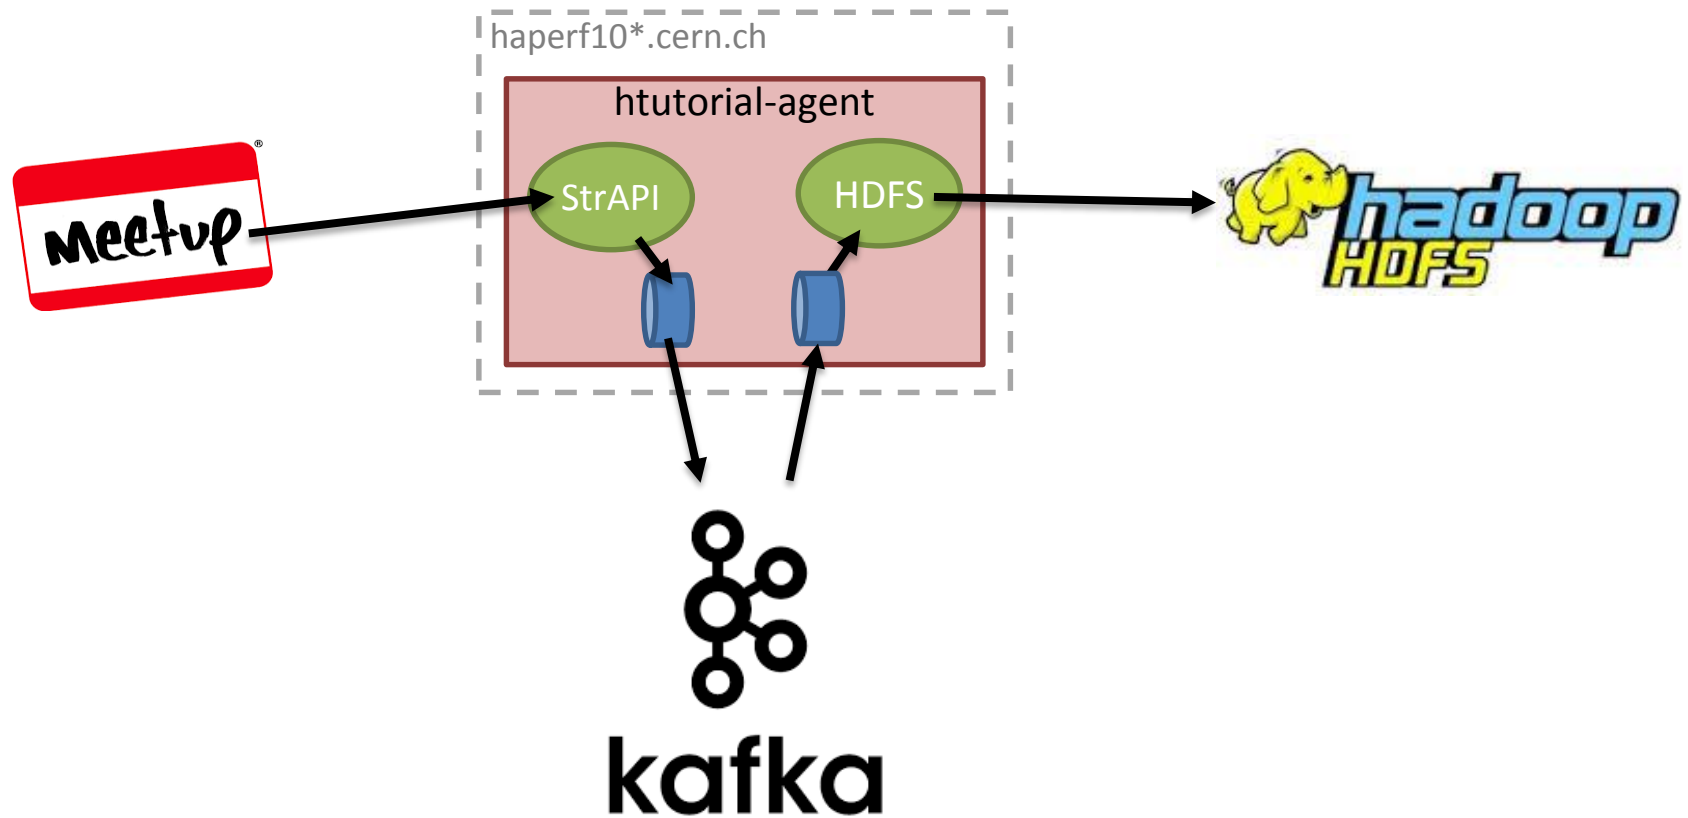 haperf10*.cern.ch
htutorial-agent
Meetup®
StrAPI
HDFS
hadoop
HDFS
kafka